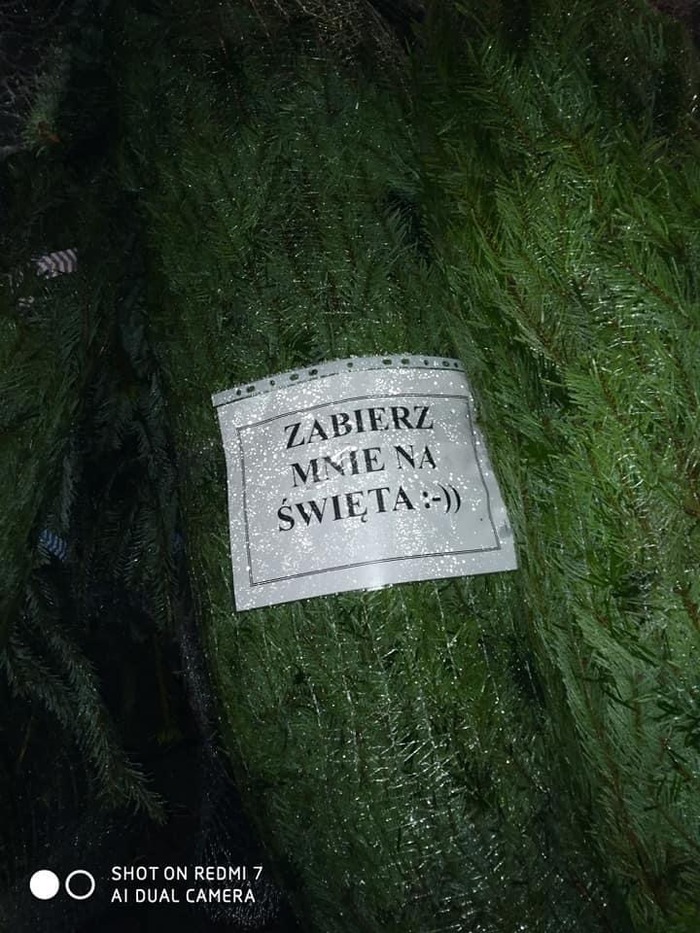 ZABIERZ
MNIE NA
ŚWIĘTA :-))
SHOT ON REDMI 7
AI DUAL CAMERA